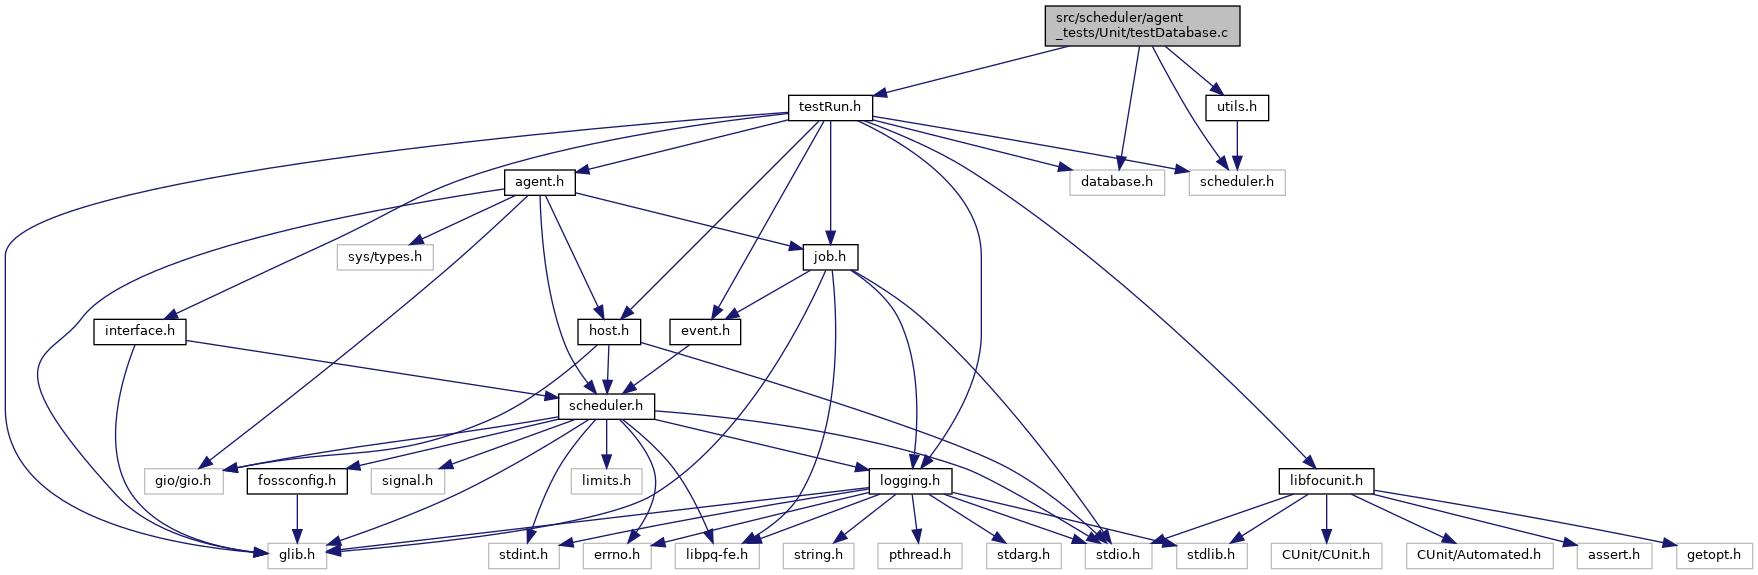 src/scheduler/agent
_tests/Unit/testDatabase.c
testRun.h
utils.h
agent.h
database.h
scheduler.h
sys/types.h
job.h
interface.h
host.h
event.h
scheduler.h
gio/gio.h
fossconfig.h
signal.h
limits.h
logging.h
libfocunit.h
glib.h
stdint.h
errno.h
libpq-fe.h
string.h
pthread.h
stdarg.h
stdio.h
stdlib.h
CUnit/CUnit.h
CUnit/Automated.h
assert.h
getopt.h